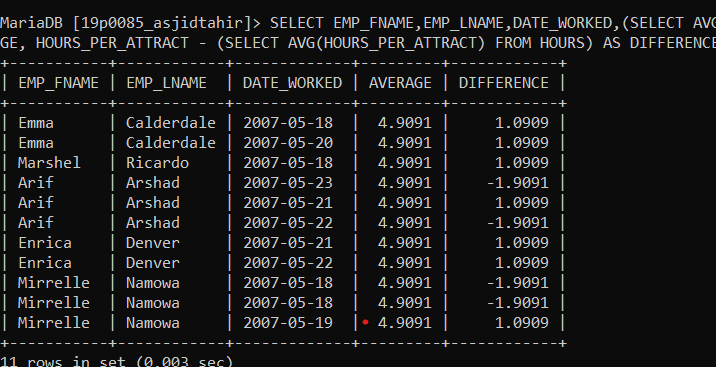 MariaDB [19p0085_asjidtahir]> SELECT EMP_FNAME,EMP_LNAME,DATE_WORKED,(SELECT AVG
GE, HOURS_PER_ATTRACT - (SELECT AVG(HOURS_PER_ATTRACT) FROM HOURS) AS DIFFERENCE
+-----------+------------+-------------+---------+------------+
| EMP_FNAME | EMP_LNAME | DATE_WORKED | AVERAGE | DIFFERENCE |
+-----------+------------+-------------+---------+------------+
| Emma | Calderdale | 2007-05-18 | 4.9091 | 1.0909 |
| Emma | Calderdale | 2007-05-20 | 4.9091 | 1.0909 |
| Marshel | Ricardo | 2007-05-18 | 4.9091 | 1.0909 |
| Arif | Arshad | 2007-05-23 | 4.9091 | -1.9091 |
| Arif | Arshad | 2007-05-21 | 4.9091 | 1.0909 |
| Arif | Arshad | 2007-05-22 | 4.9091 | -1.9091 |
| Enrica | Denver | 2007-05-21 | 4.9091 | 1.0909 |
| Enrica | Denver | 2007-05-22 | 4.9091 | 1.0909 |
| Mirrelle | Namowa | 2007-05-18 | 4.9091 | -1.9091 |
| Mirrelle | Namowa | 2007-05-18 | 4.9091 | -1.9091 |
| Mirrelle | Namowa | 2007-05-19 | 4.9091 | 1.0909 |
+-----------+------------+-------------+---------+------------+
11 rows in set (0.003 sec)